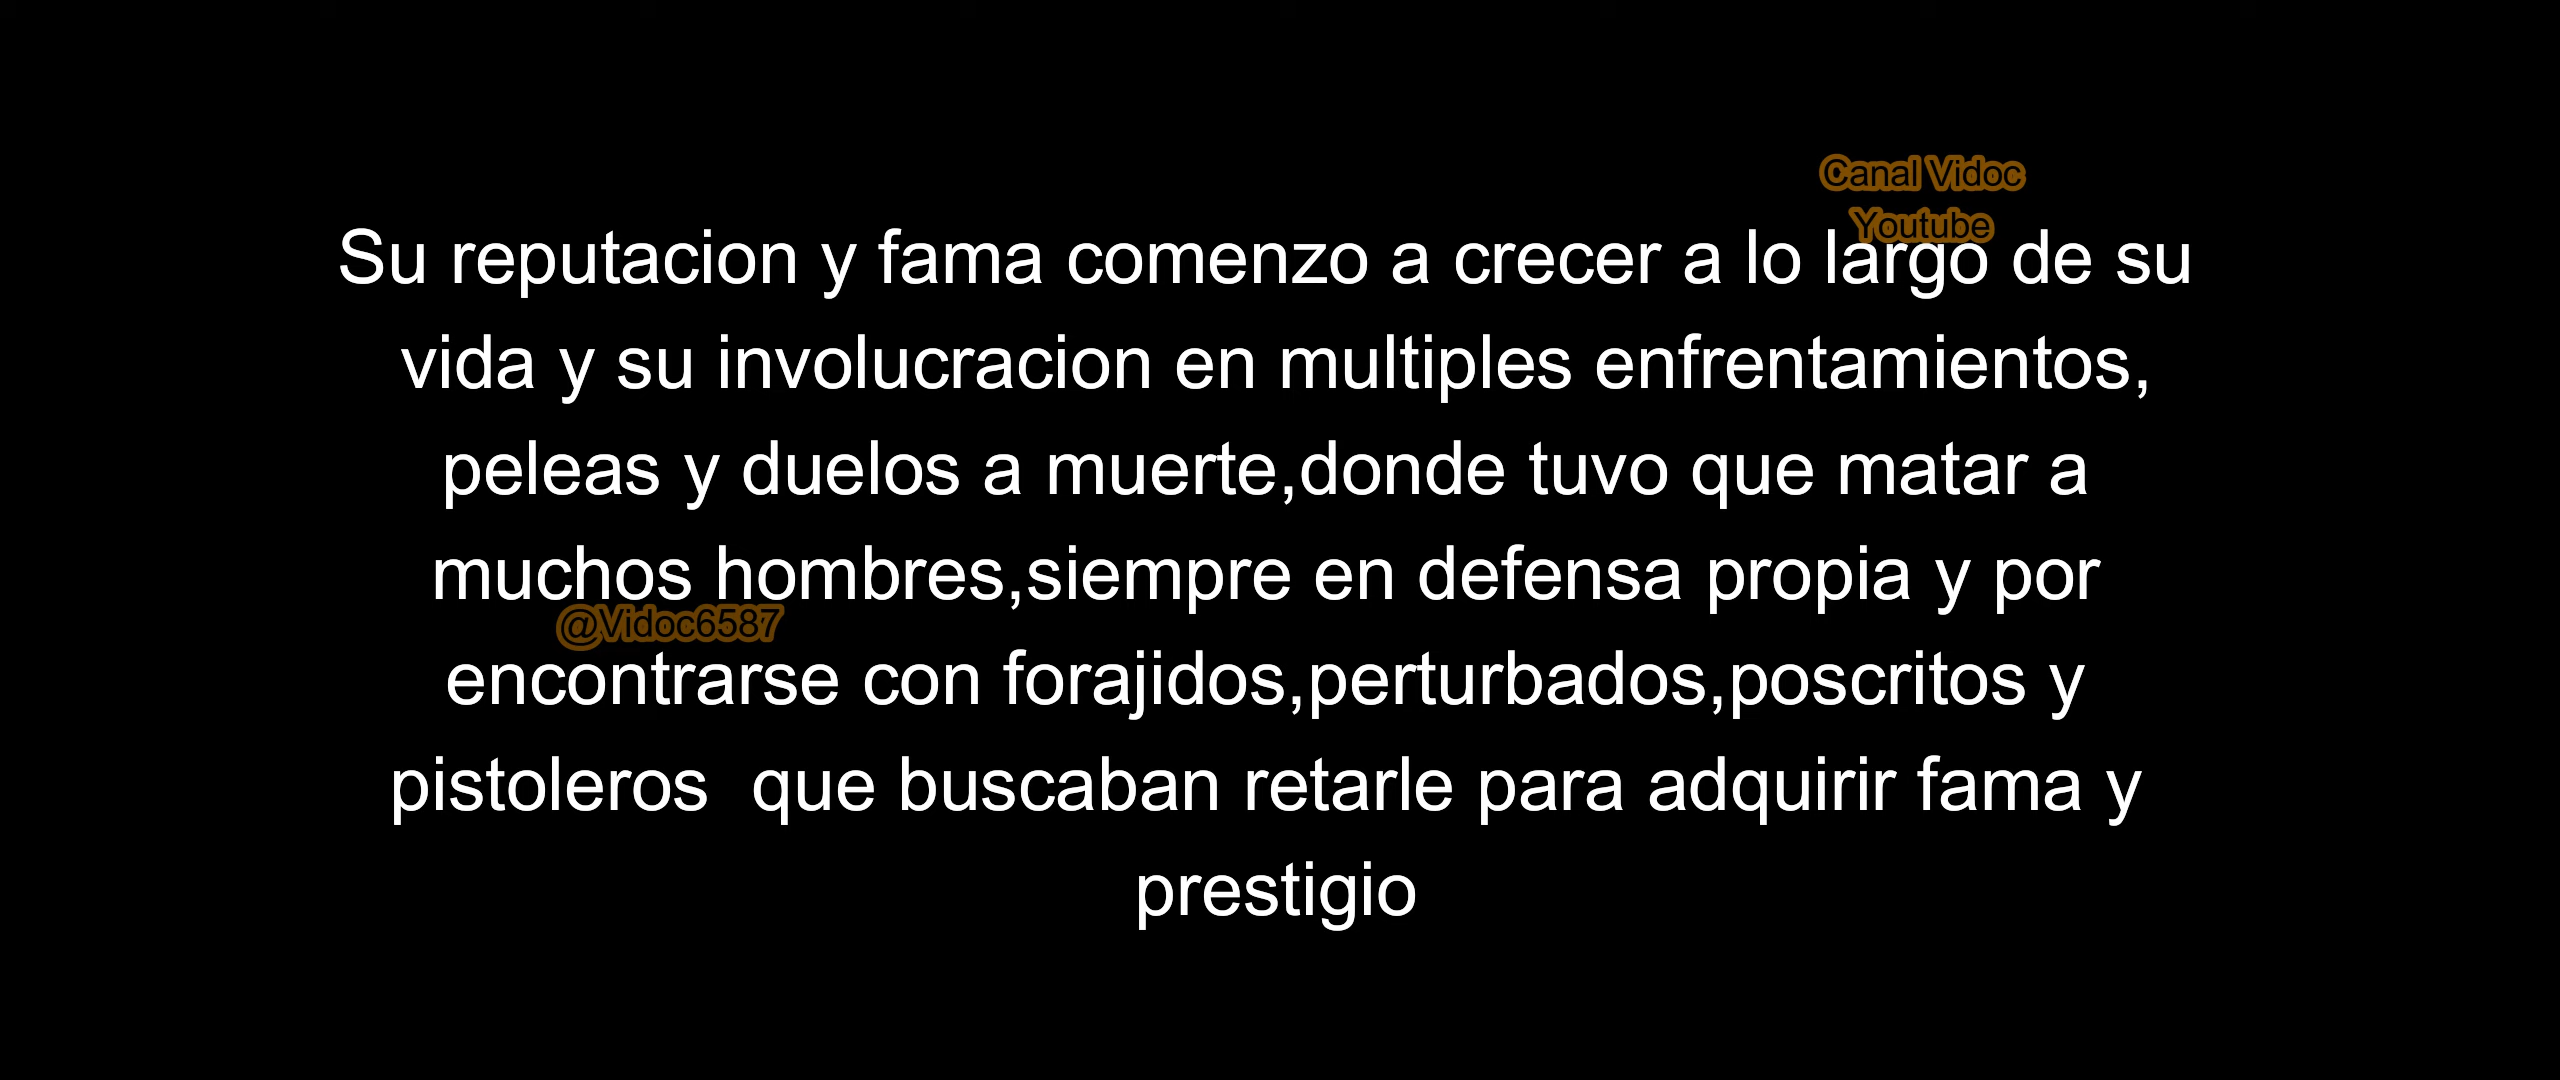 Canal Vidoc
Youtube
Su reputacion y fama comenzo a crecer a lo largo de su
vida y su involucracion en multiples enfrentamientos,
peleas y duelos a muerte,donde tuvo que matar a
muchos hombres,siempre en defensa propia y por
@Vidoc6587
encontrarse con forajidos,perturbados,poscritos y
pistoleros  que buscaban retarle para adquirir fama y
prestigio